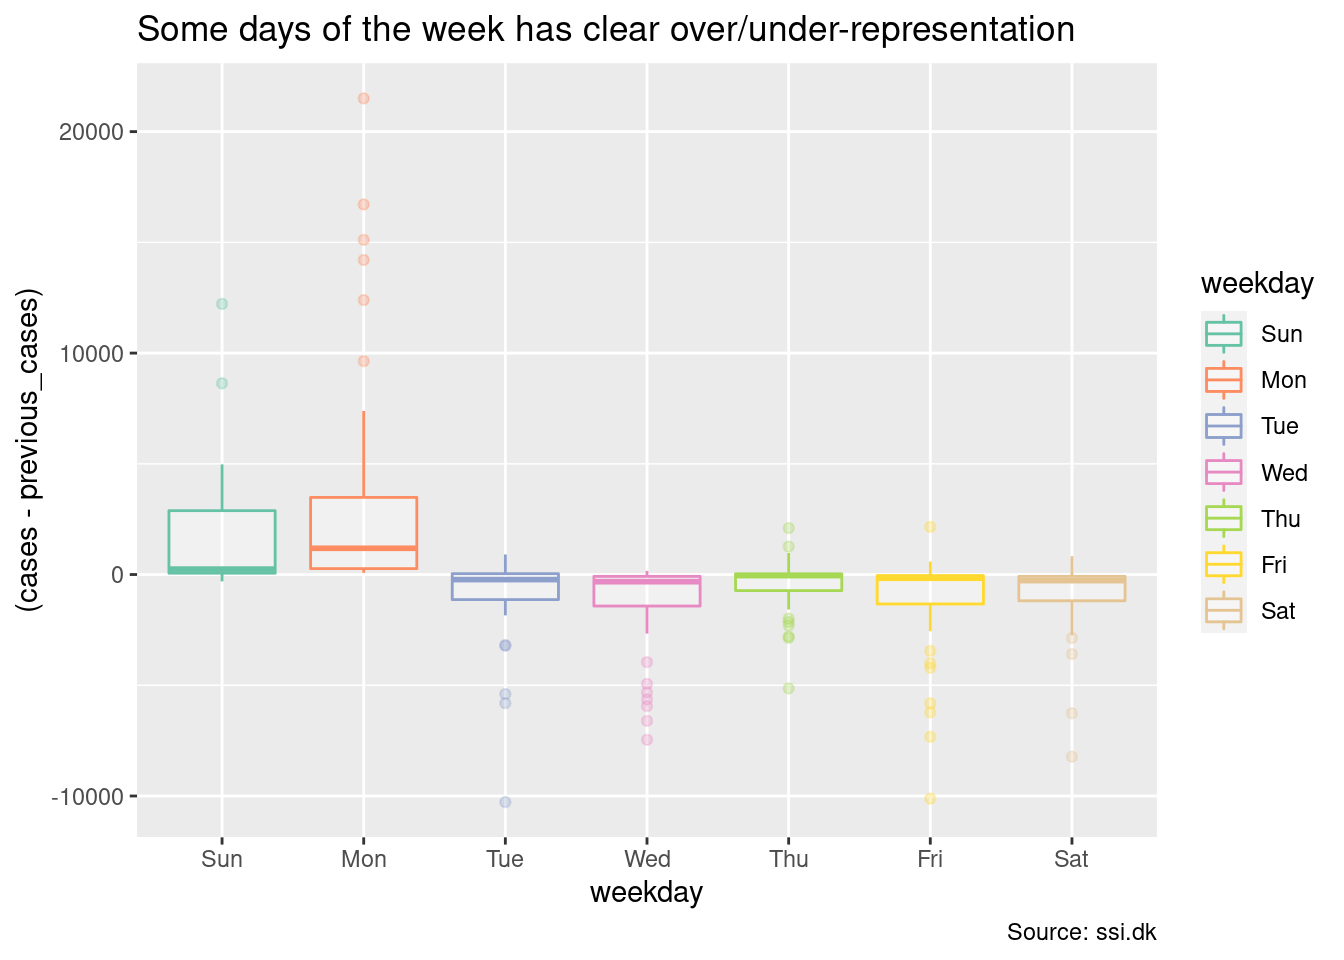 Some days of the week has clear over/under-representation
(cases - previous_cases)
20000
10000
0
-10000
Sun Mon Tue Wed Thu Fri Sat
weekday
weekday
Sun
Mon
Tue
Wed
Thu
Fri
Sat
Source: ssi.dk